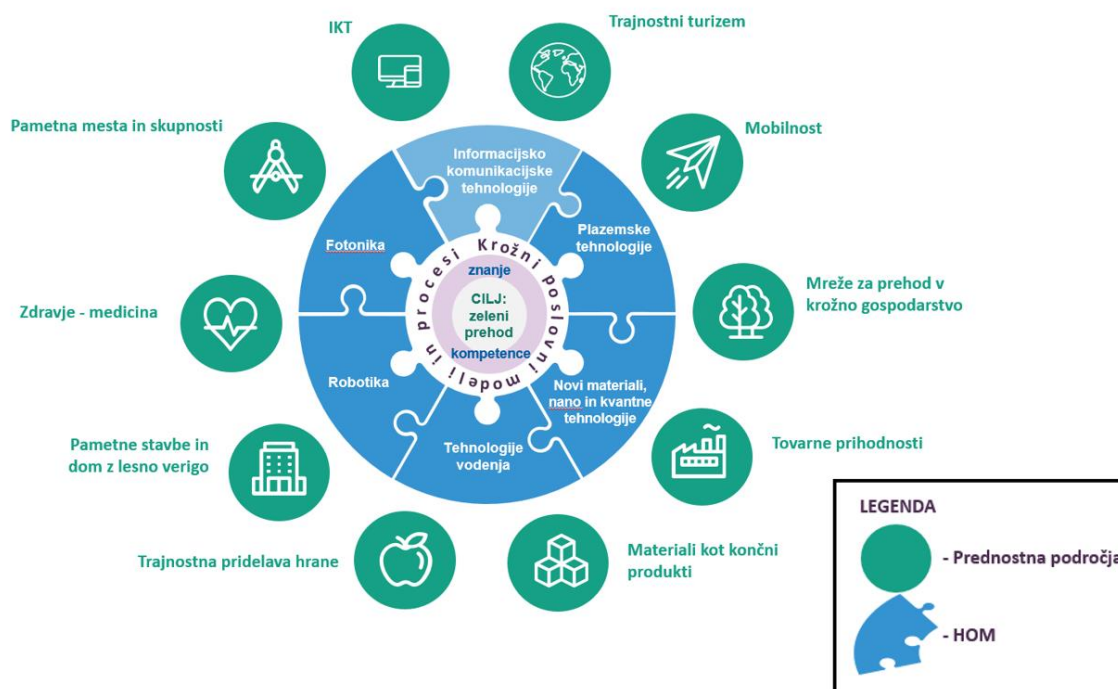 IKT
Trajnostni turizem
Pametna mesta in skupnosti
Mobilnost
Informacijsko
komunikacijske
tehnologije
Fotonika
Plazemske
tehnologije
Krožni poslovni modeli in procesi
znanje
CILJ:
zeleni
prehod
kompetence
Zdravje - medicina
Mreže za prehod v
krožno gospodarstvo
Robotika
Novi materiali,
nano in kvantne
tehnologije
Tehnologije
vodenja
Pametne stavbe in
dom z lesno verigo
Tovarne prihodnosti
Trajnostna pridelava hrane
Materiali kot končni
produkti
LEGENDA
- Prednostna področja
- HOM